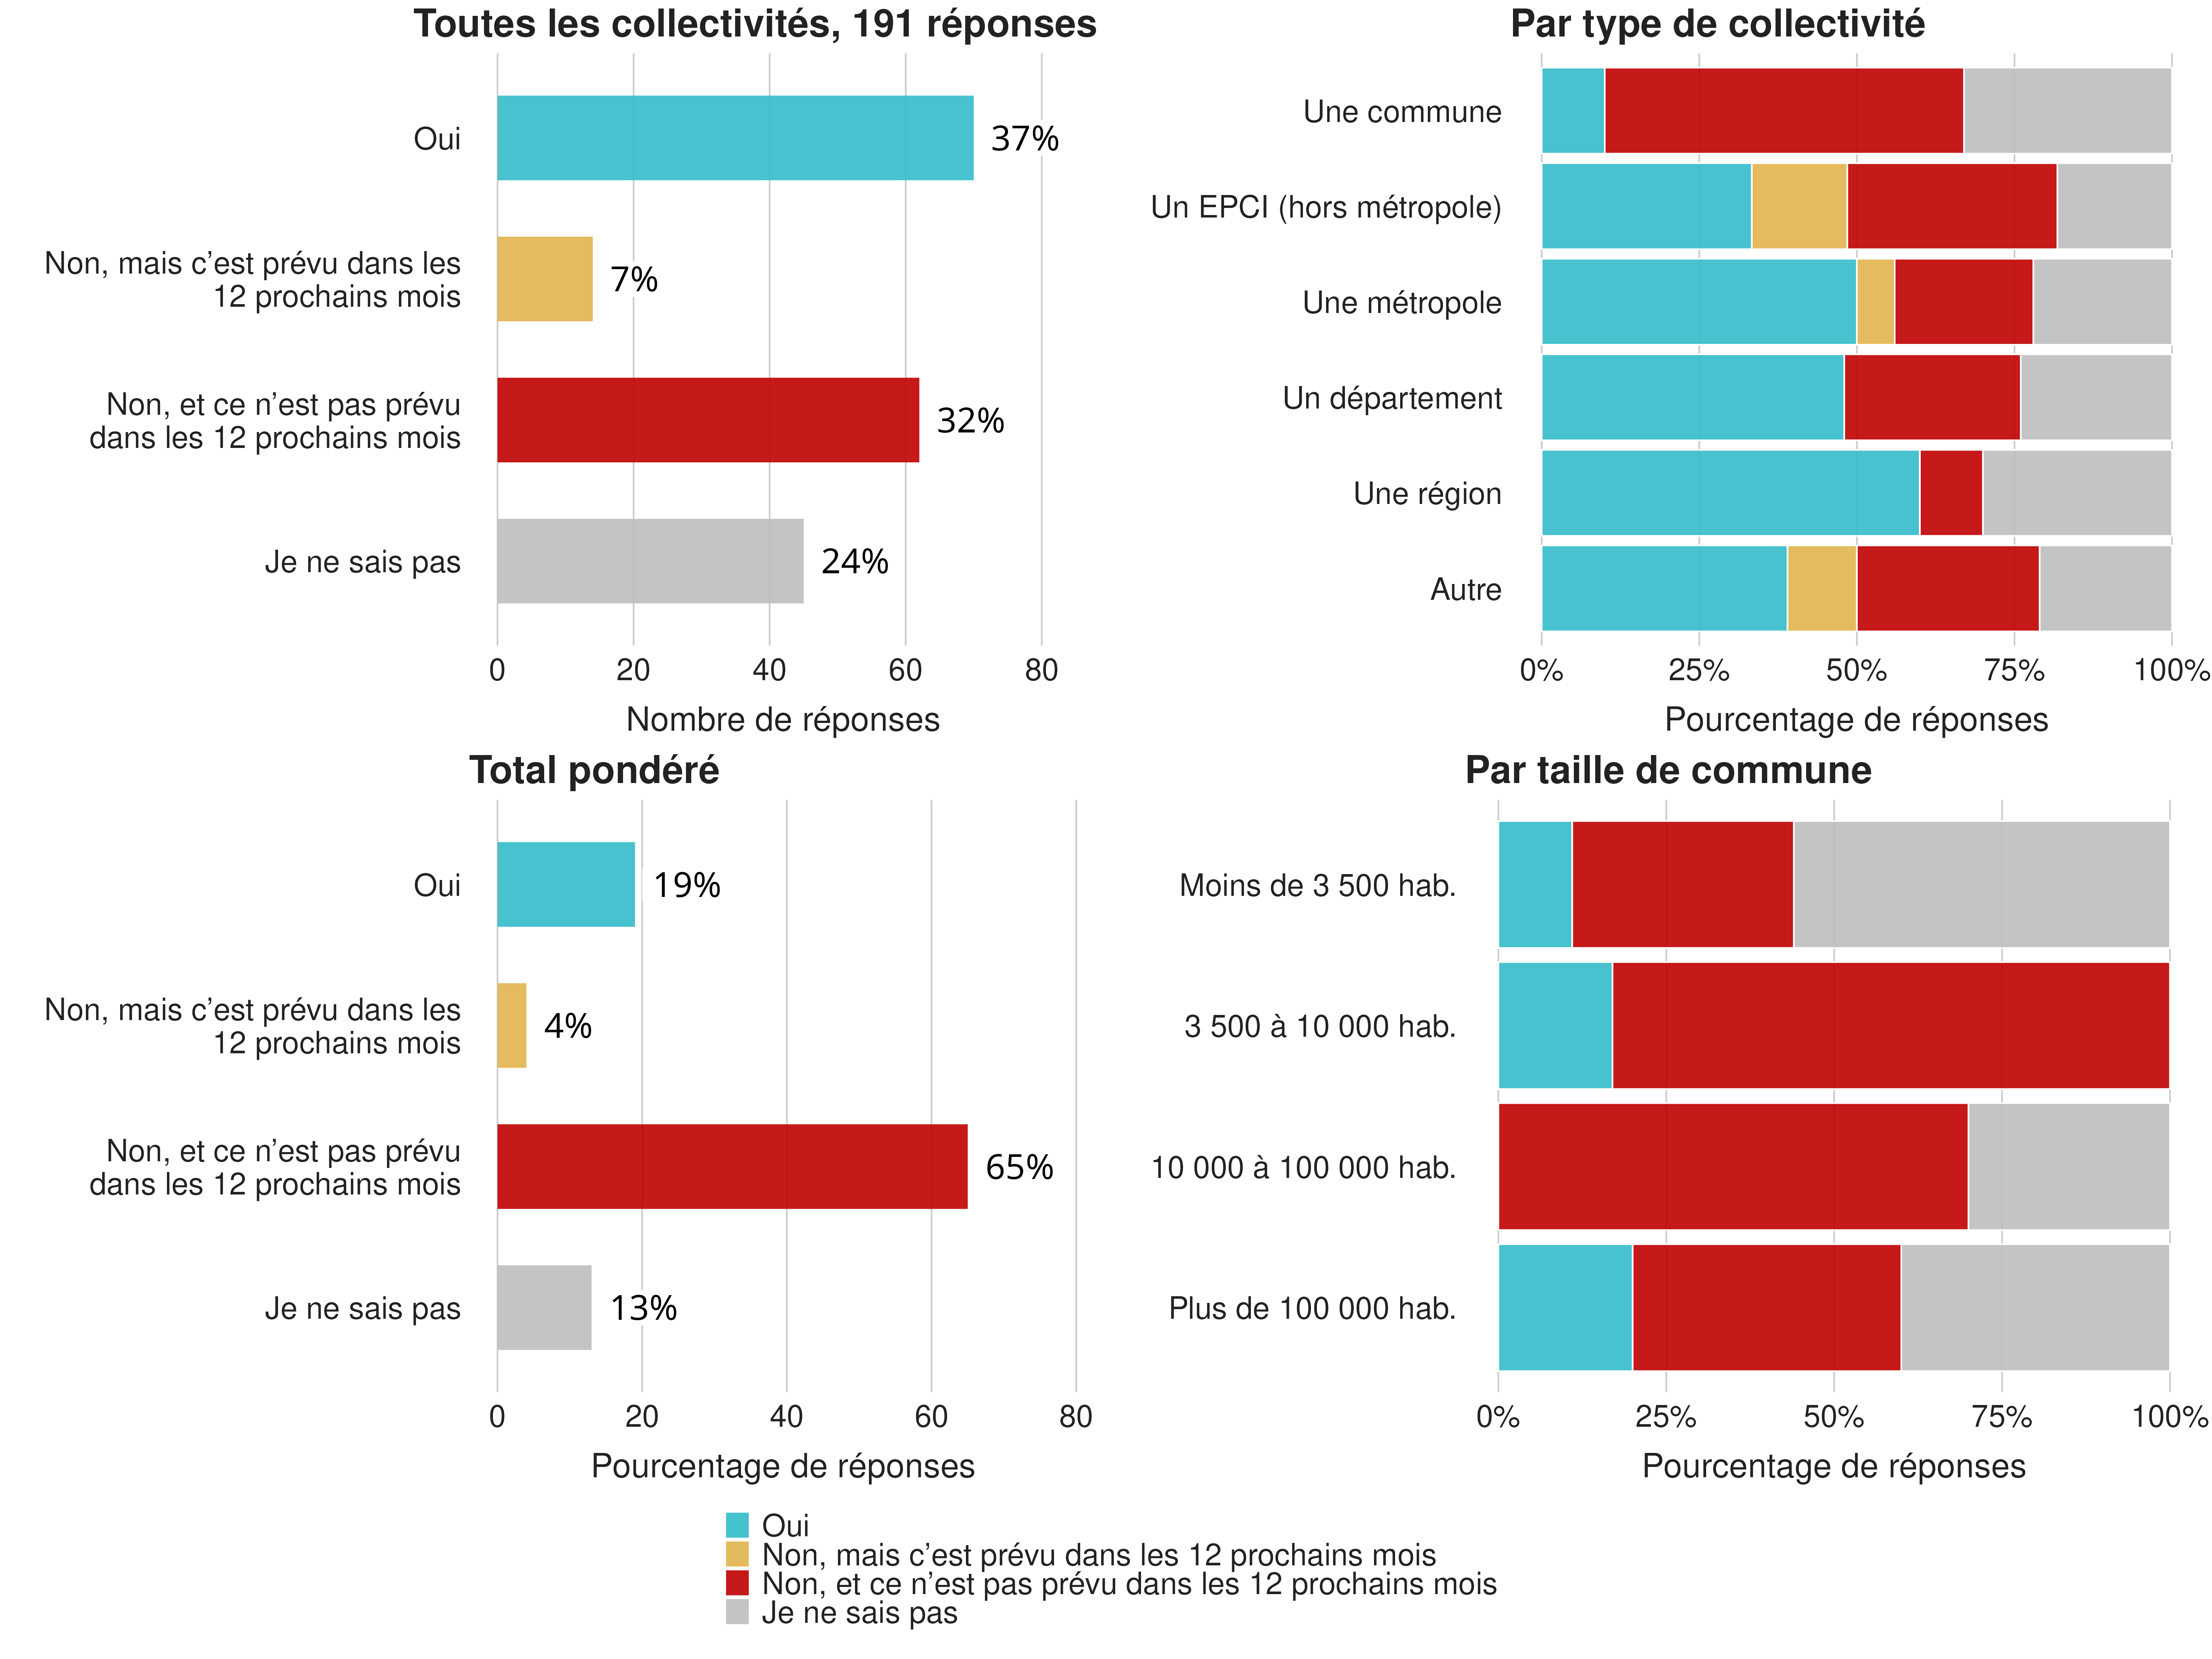 Toutes les collectivités, 191 réponses
Oui
37%
Non, mais c’est prévu dans les
12 prochains mois
7%
Non, et ce n’est pas prévu
dans les 12 prochains mois
32%
Je ne sais pas
24%
0 20 40 60 80
Nombre de réponses
Par type de collectivité
Une commune
Un EPCI (hors métropole)
Une métropole
Un département
Une région
Autre
0% 25% 50% 75% 100%
Pourcentage de réponses
Total pondéré
Oui
19%
Non, mais c’est prévu dans les
12 prochains mois
4%
Non, et ce n’est pas prévu
dans les 12 prochains mois
65%
Je ne sais pas
13%
0 20 40 60 80
Pourcentage de réponses
Par taille de commune
Moins de 3 500 hab.
3 500 à 10 000 hab.
10 000 à 100 000 hab.
Plus de 100 000 hab.
0% 25% 50% 75% 100%
Pourcentage de réponses
Oui
Non, mais c’est prévu dans les 12 prochains mois
Non, et ce n’est pas prévu dans les 12 prochains mois
Je ne sais pas